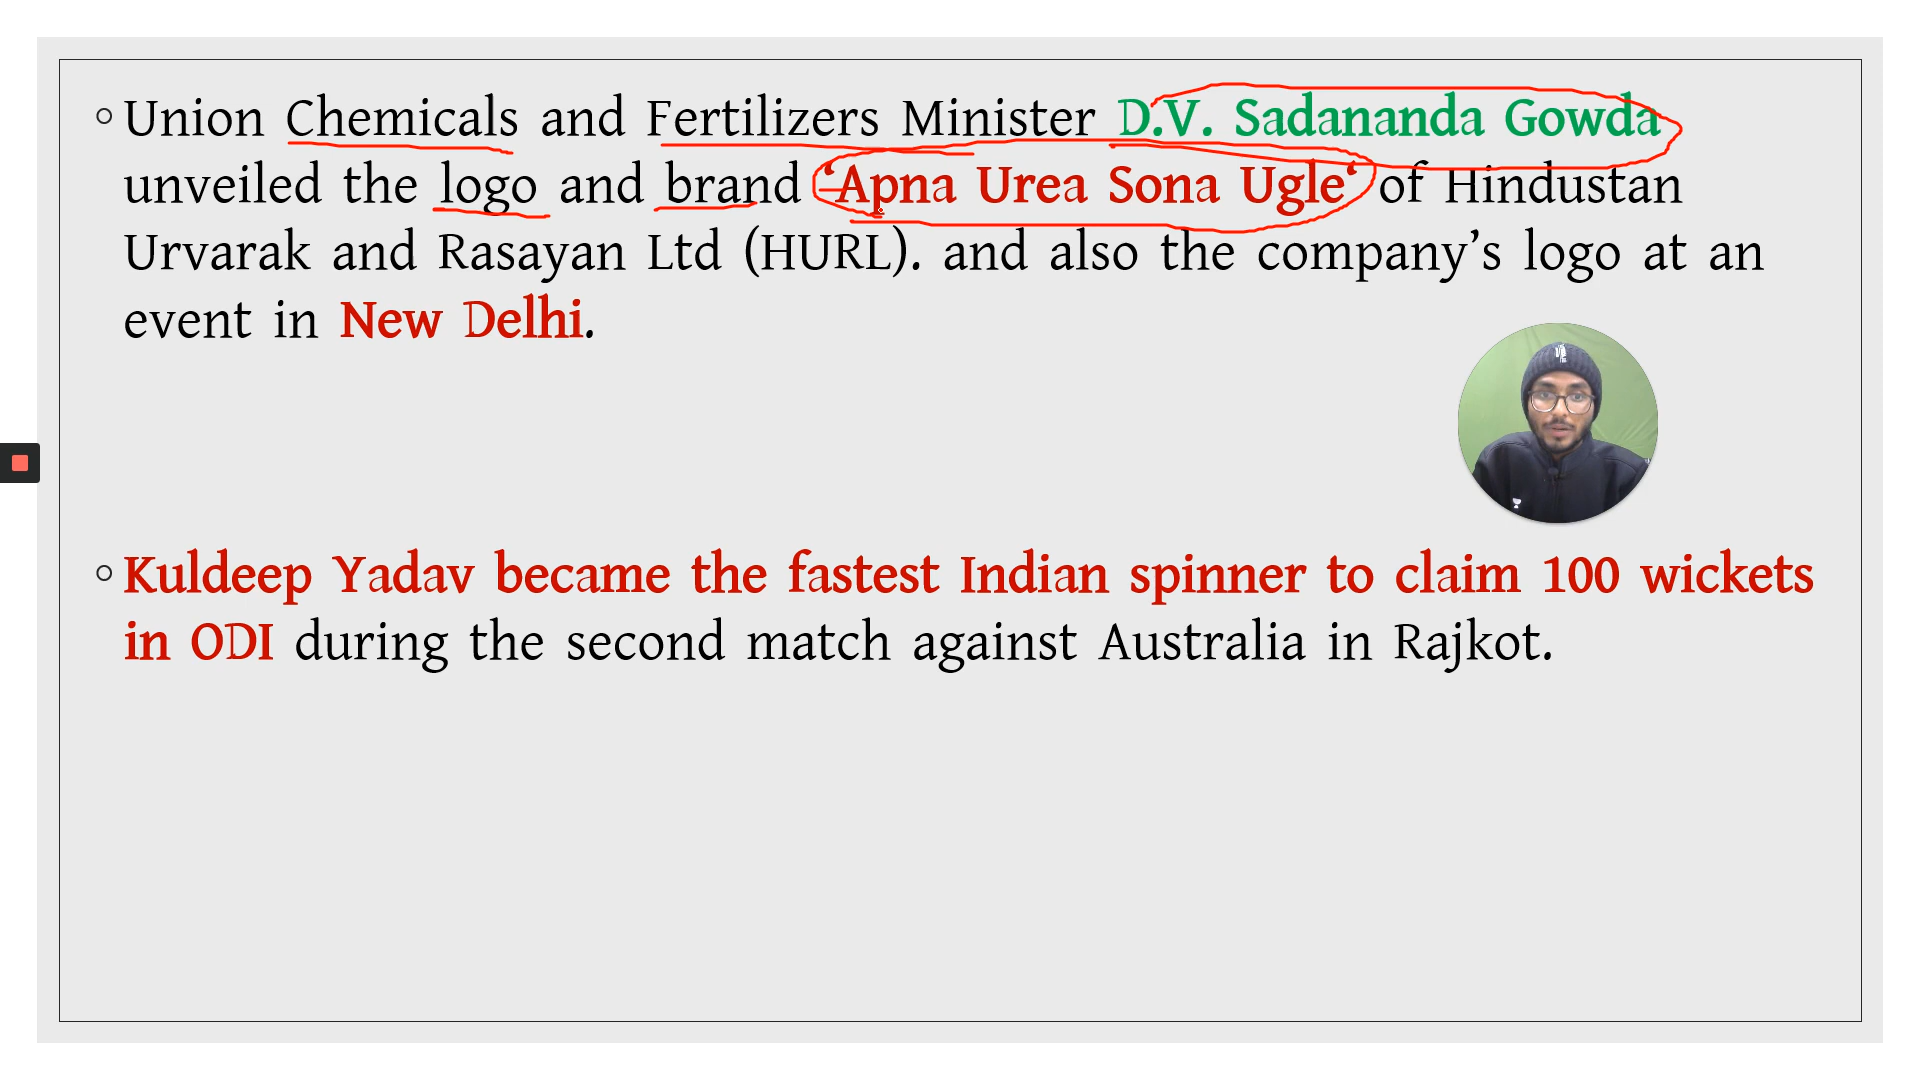 Union Chemicals and Fertilizers Minister D.V. Sadananda Gowda
unveiled the logo and brand ‘Apna Urea Sona Ugle‘ of Hindustan
Urvarak and Rasayan Ltd (HURL). and also the company’s logo at an
event in New Delhi.
Kuldeep Yadav became the fastest Indian spinner to claim 100 wickets
in ODI during the second match against Australia in Rajkot.